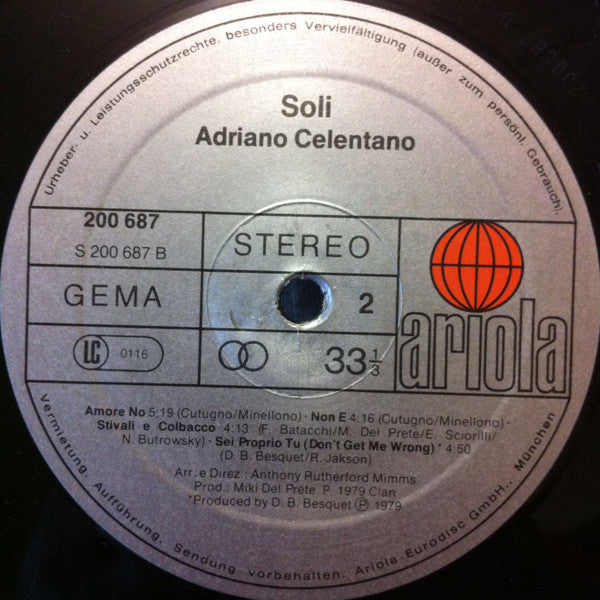 Urheber- u. Leistungsschutzrechte, besonders Vervielfältigung (außer zum persönl. Gebrauch),
Soli
Adriano Celentano
200 687
S 200 687 B
STEREO
GEMA
2
LC 0116
33 1/3
ariola
Amore No 5:19 (Cutugno/Minellono) · Non E 4:16 (Cutugno/Minellono) ·
Stivali e Colbacco 4:13 (F. Batacchi/M. Del Prete/E. Sciorilli/
N. Butrowsky) · Sei Proprio Tu (Don't Get Me Wrong) * 4:50
(D. B. Besquet/R. Jakson)
Arr. e Direz.: Anthony Rutherford Mimms
Prod.: Miki Del Prete P 1979 Clan
*Produced by D. B. Besquet Ⓟ 1979
Vermietung, Aufführung, Sendung vorbehalten. Ariola-Eurodisc GmbH., München